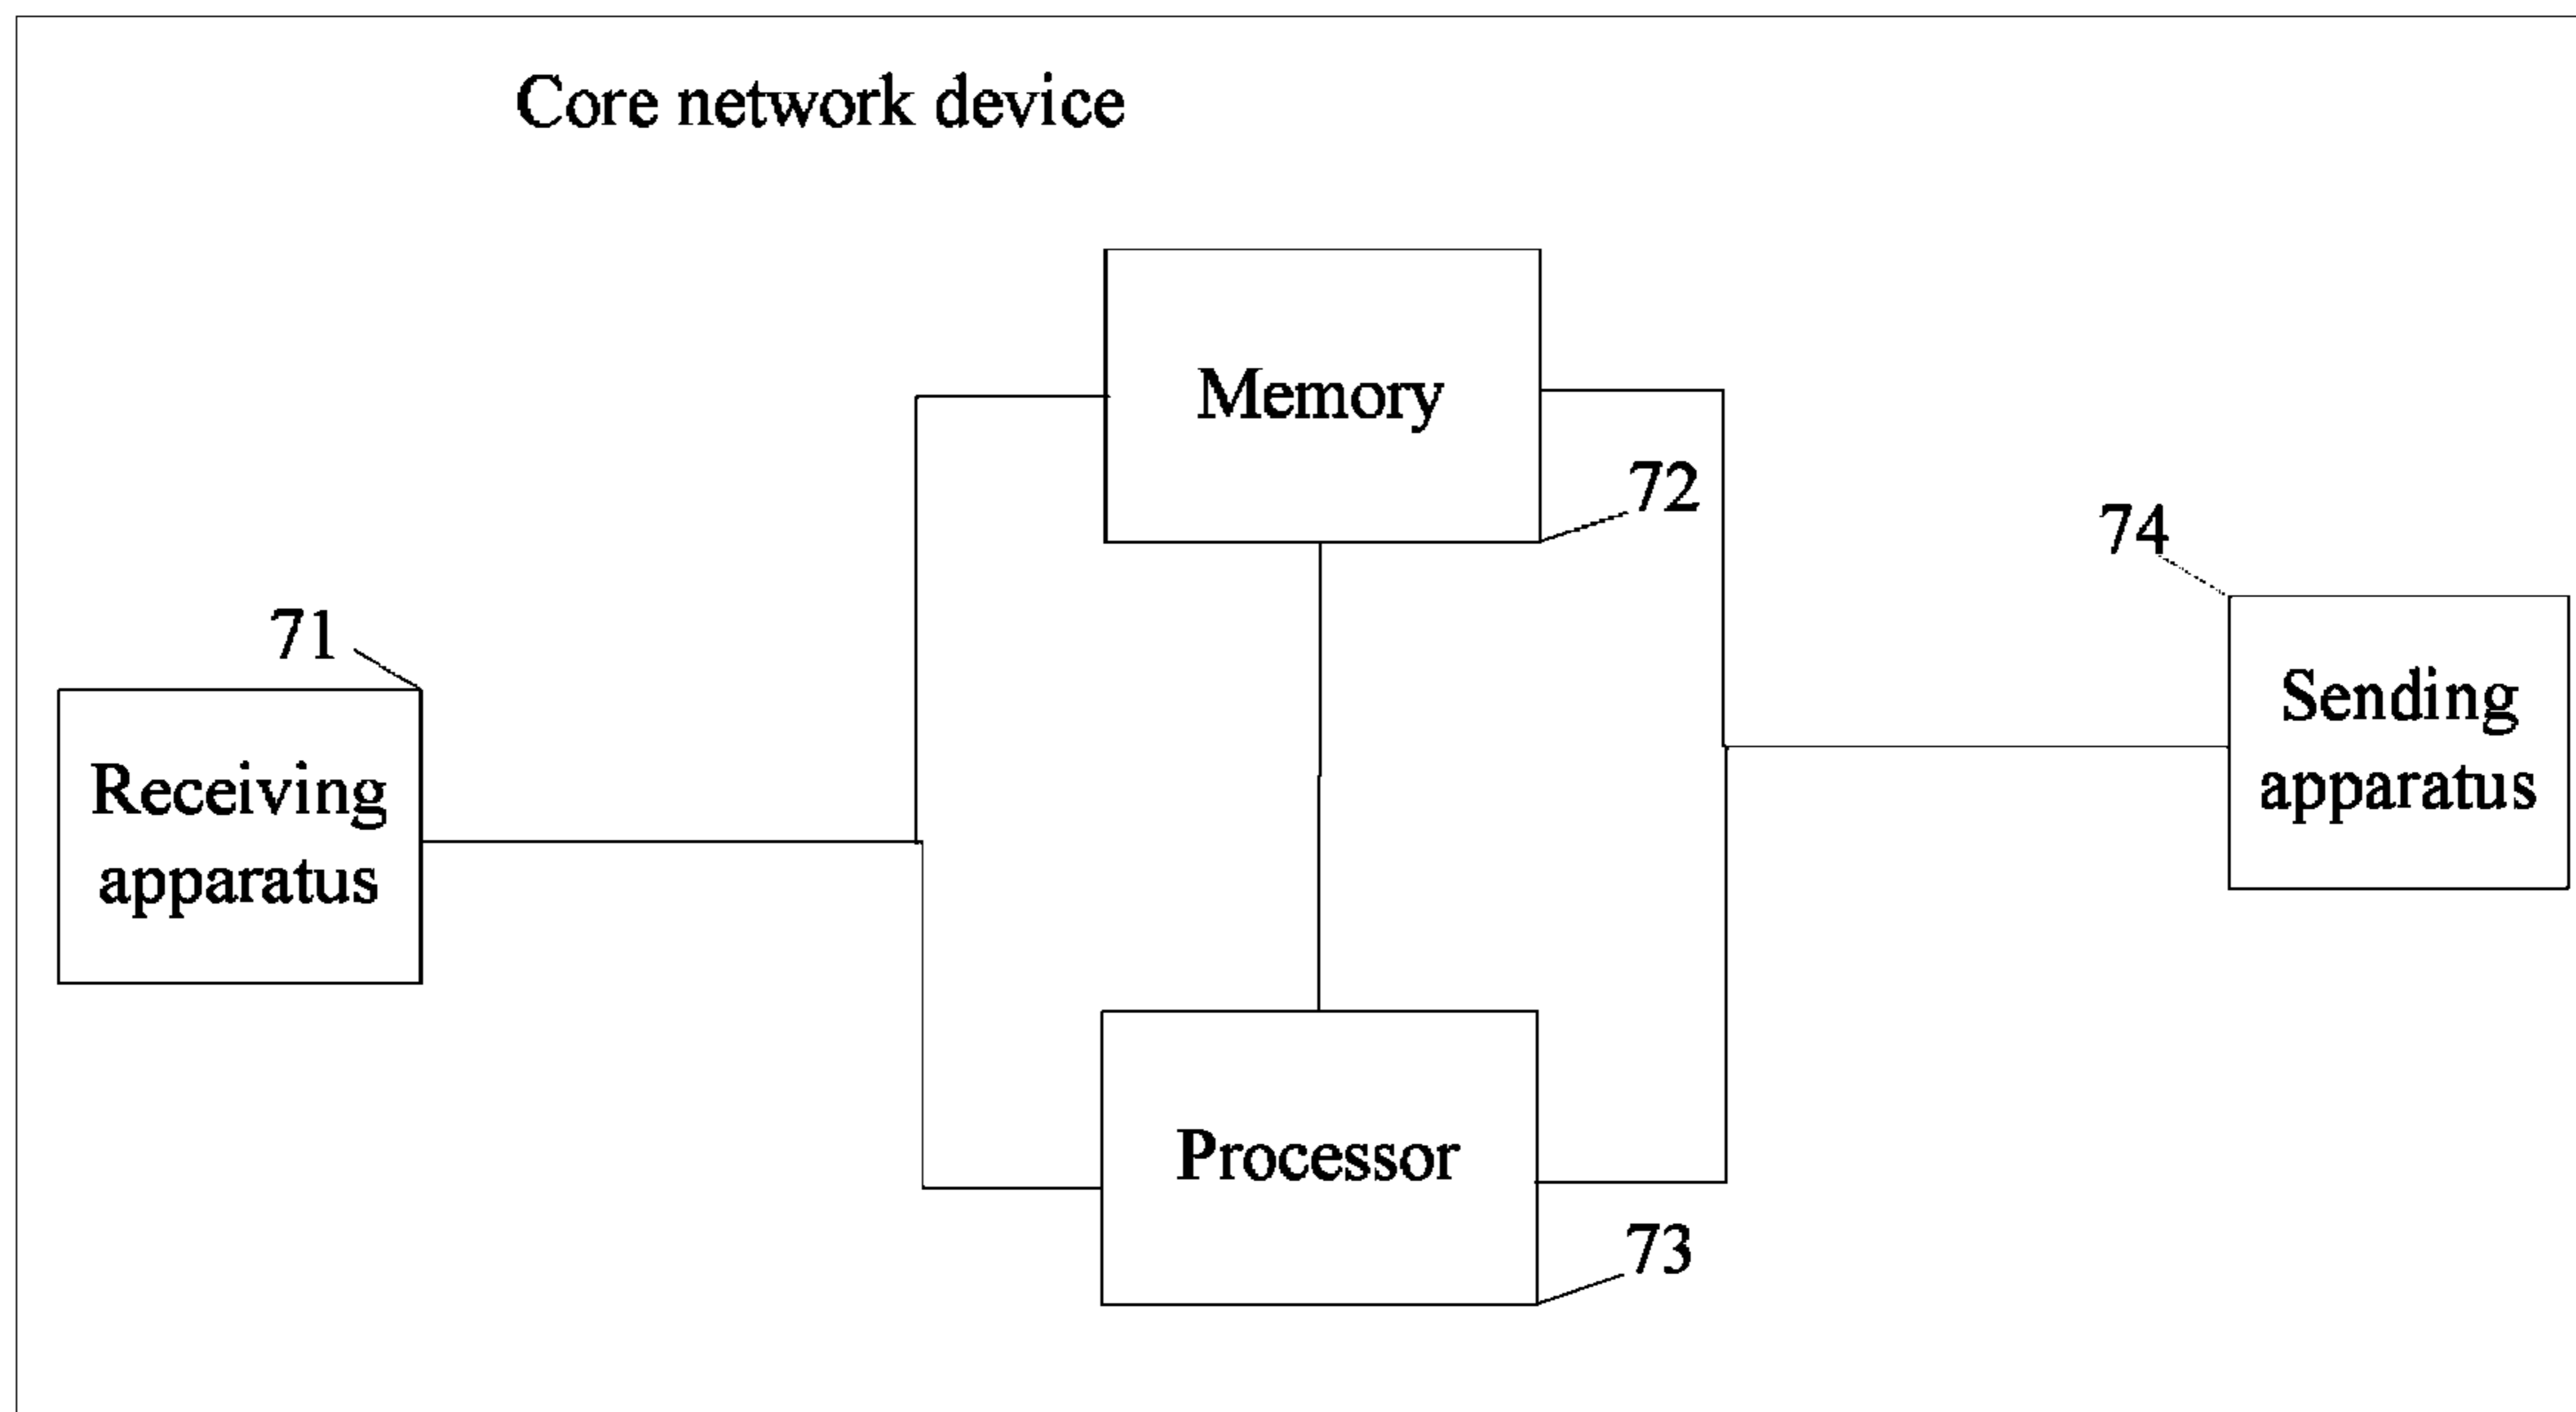 Core network device
Memory
72
74
71
Sending
apparatus
Receiving
apparatus
Processor
73